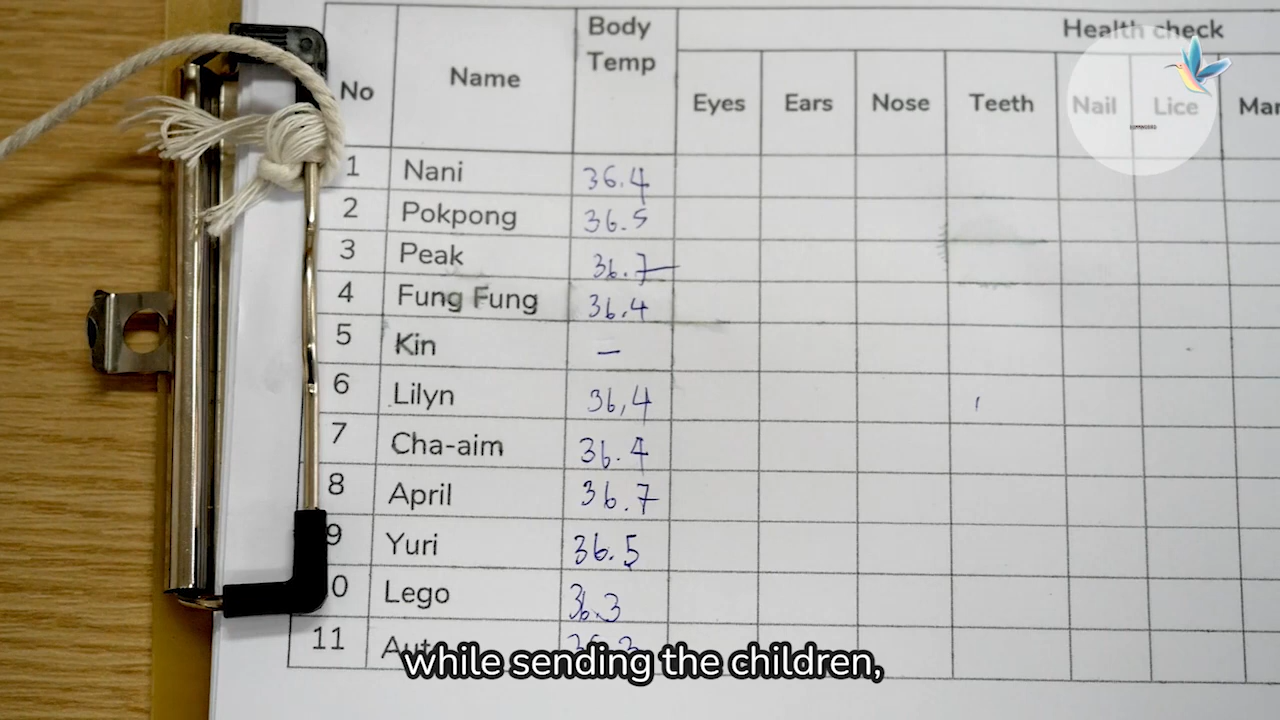 No Name Body Temp Health check
Eyes Ears Nose Teeth Nail Lice
1 Nani 36.4
2 Pokpong 36.5
3 Peak 36.7
4 Fung Fung 36.4
5 Kin –
6 Lilyn 36,4
7 Cha-aim 36.4
8 April 36.7
9 Yuri 36.5
0 Lego 36.3
11
while sending the children,